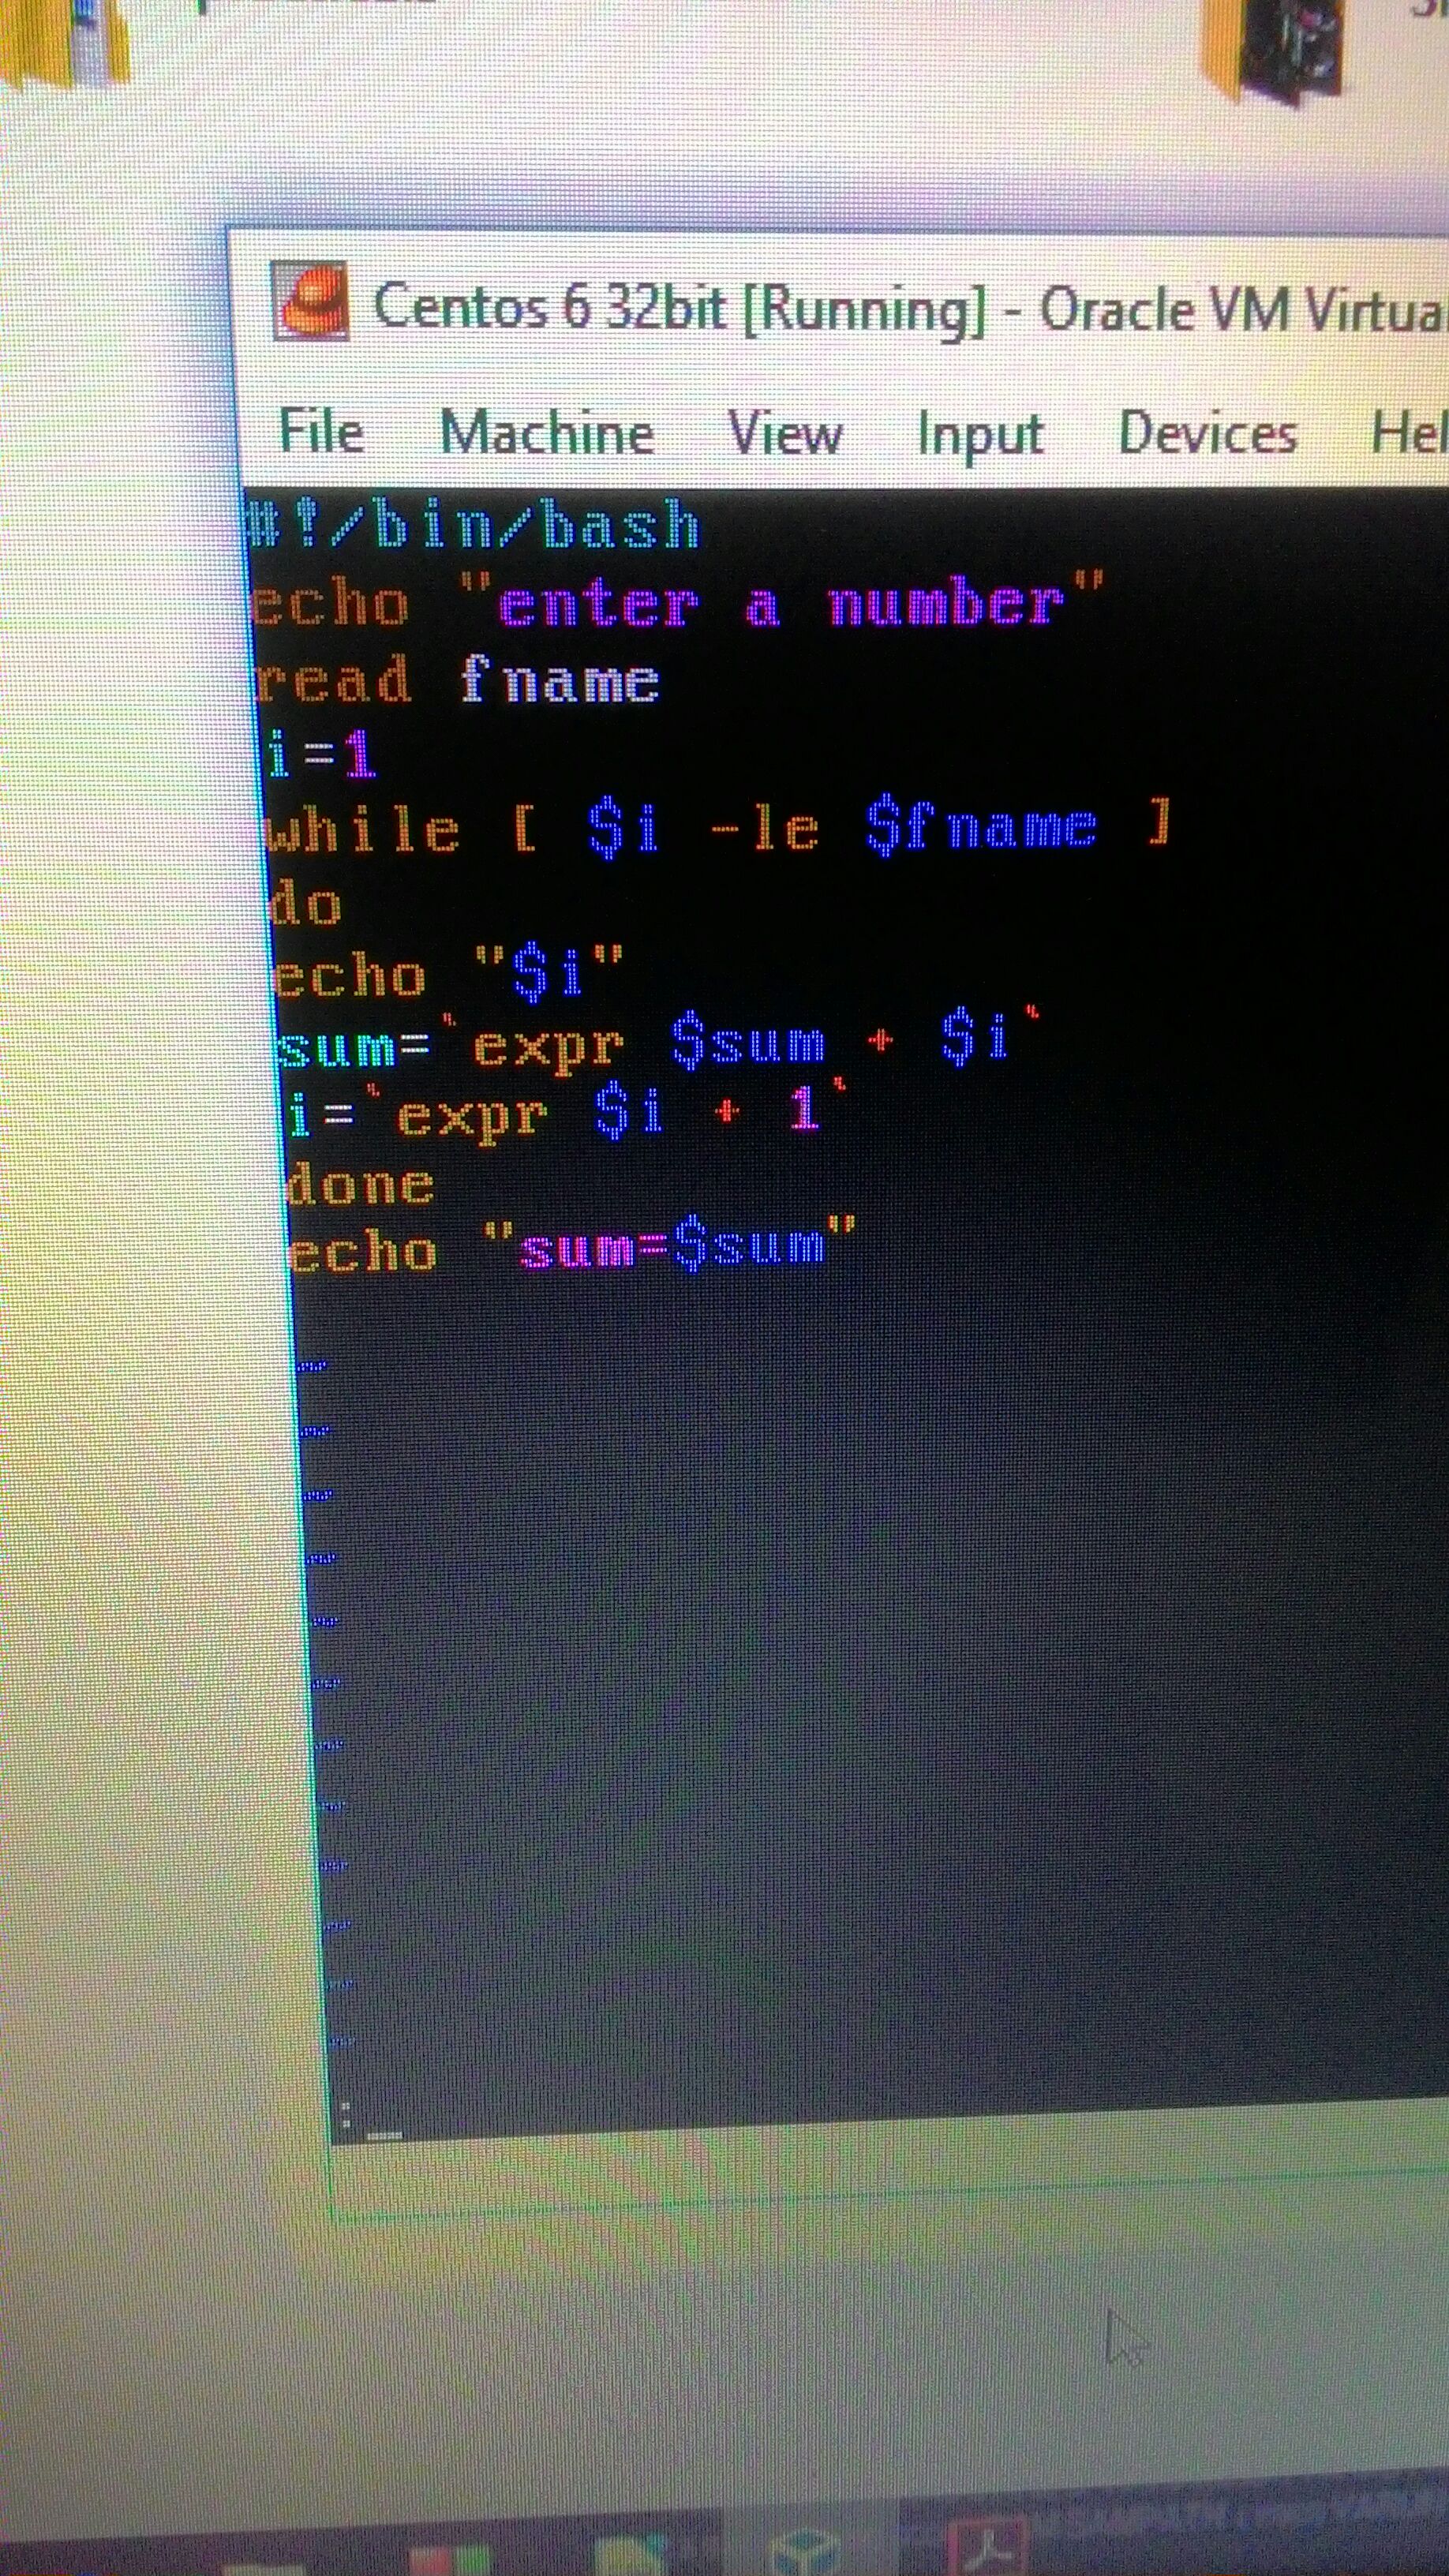 Centos 6 32bit [Running] - Oracle VM Virtua
File Machine View Input Devices Hel
#!/bin/bash
echo "enter a number"
read fname
i=1
while [ $i -le $fname ]
do
echo "$i"
sum=`expr $sum + $i`
i=`expr $i + 1`
done
echo "sum=$sum"
~
~
~
~
~
~
~
~
~
~
~
~
: